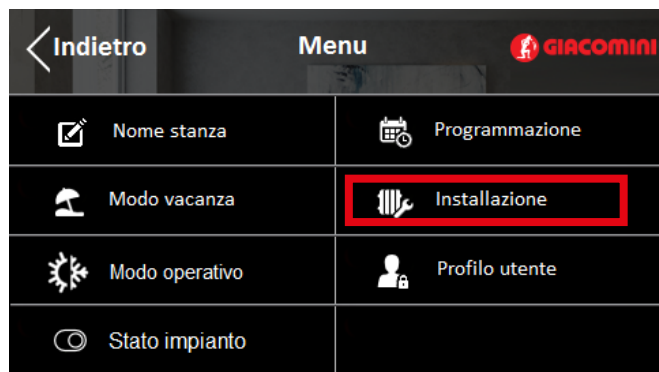 Indietro Menu GIACOMINI
Nome stanza Programmazione
Modo vacanza Installazione
Modo operativo Profilo utente
Stato impianto